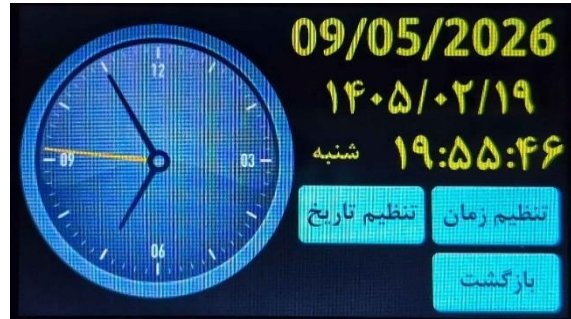 09/05/2026
۱۴۰۵/۰۲/۱۹
۱۹:۵۵:۴۶ شنبه
تنظیم زمان تنظیم تاریخ
بازگشت
12
03
06
09